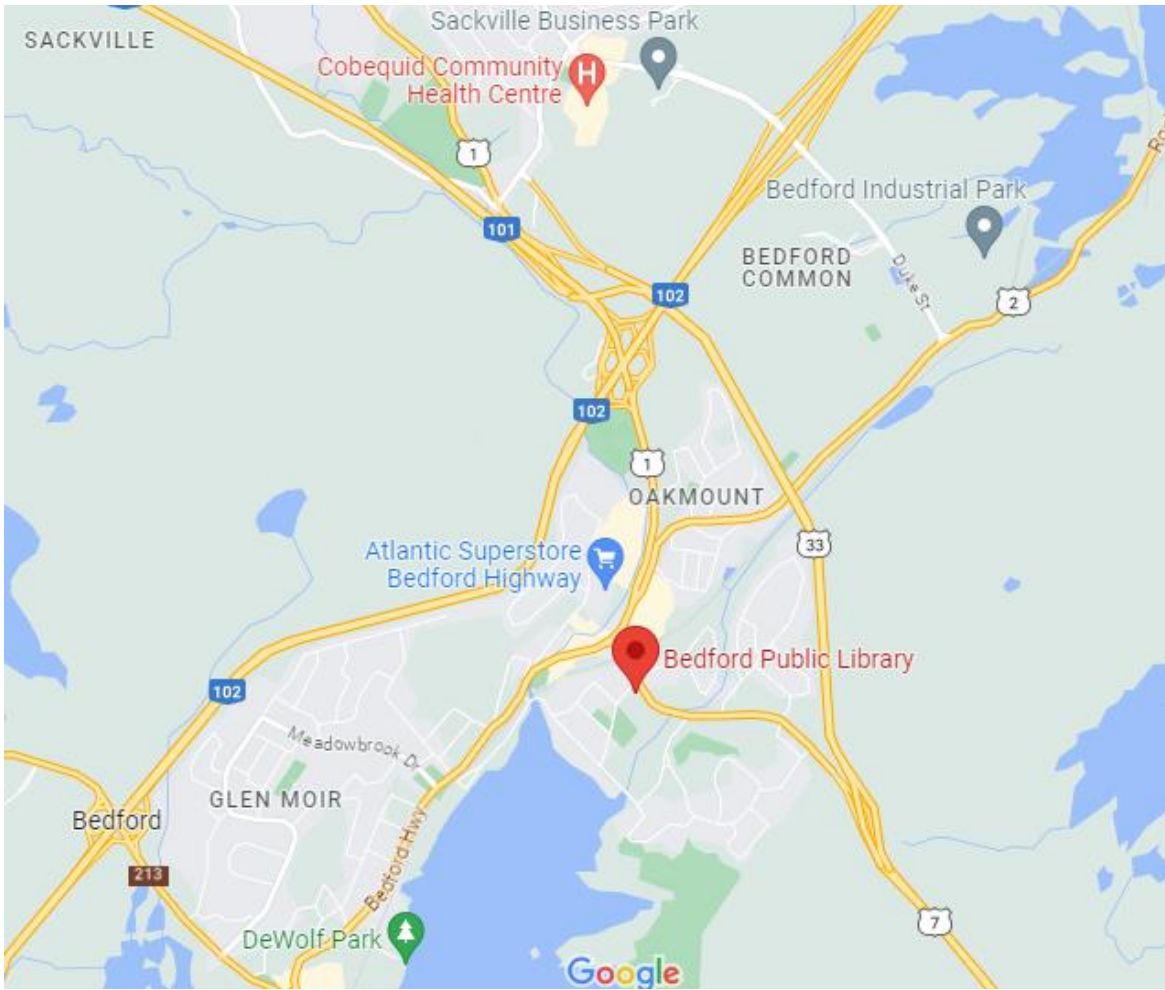 SACKVILLE
Sackville Business Park
Cobequid Community
Health Centre
1
Bedford Industrial Park
101
BEDFORD
COMMON
Duke St
102
2
102
1
OAKMOUNT
33
Atlantic Superstore
Bedford Highway
Bedford Public Library
102
Meadowbrook Dr
GLEN MOIR
Bedford
Bedford Hwy
213
DeWolf Park
7
Google